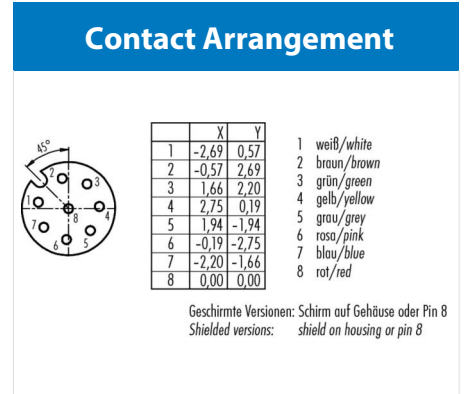 Contact Arrangement
45°
2
3
1
4
8
7
6
5
X Y
1 -2,69 0,57
2 -0,57 2,69
3 1,66 2,20
4 2,75 0,19
5 1,94 -1,94
6 -0,19 -2,75
7 -2,20 -1,66
8 0,00 0,00
1 weiß/white
2 braun/brown
3 grün/green
4 gelb/yellow
5 grau/grey
6 rosa/pink
7 blau/blue
8 rot/red
Geschirmte Versionen: Schirm auf Gehäuse oder Pin 8
Shielded versions: shield on housing or pin 8